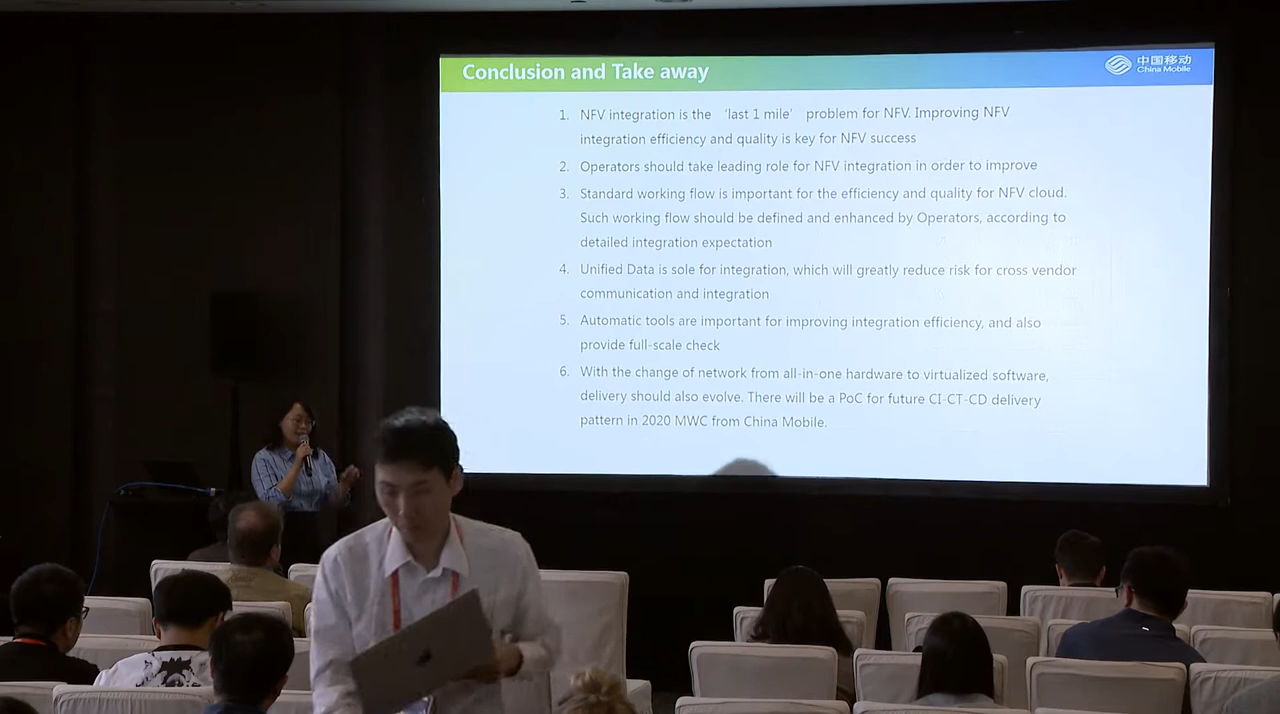 Conclusion and Take away
中国移动
China Mobile
1. NFV integration is the ‘last 1 mile’ problem for NFV. Improving NFV
integration efficiency and quality is key for NFV success
2. Operators should take leading role for NFV integration in order to improve
3. Standard working flow is important for the efficiency and quality for NFV cloud.
Such working flow should be defined and enhanced by Operators, according to
detailed integration expectation
4. Unified Data is sole for integration, which will greatly reduce risk for cross vendor
communication and integration
5. Automatic tools are important for improving integration efficiency, and also
provide full-scale check
6. With the change of network from all-in-one hardware to virtualized software,
delivery should also evolve. There will be a PoC for future CI-CT-CD delivery
pattern in 2020 MWC from China Mobile.